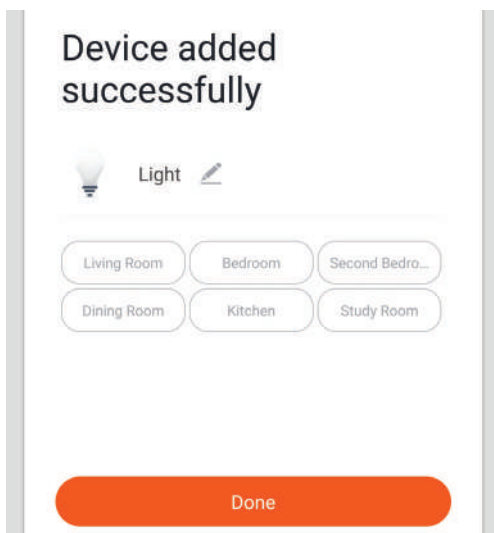 Device added
successfully
Light
Living Room Bedroom Second Bedro...
Dining Room Kitchen Study Room
Done